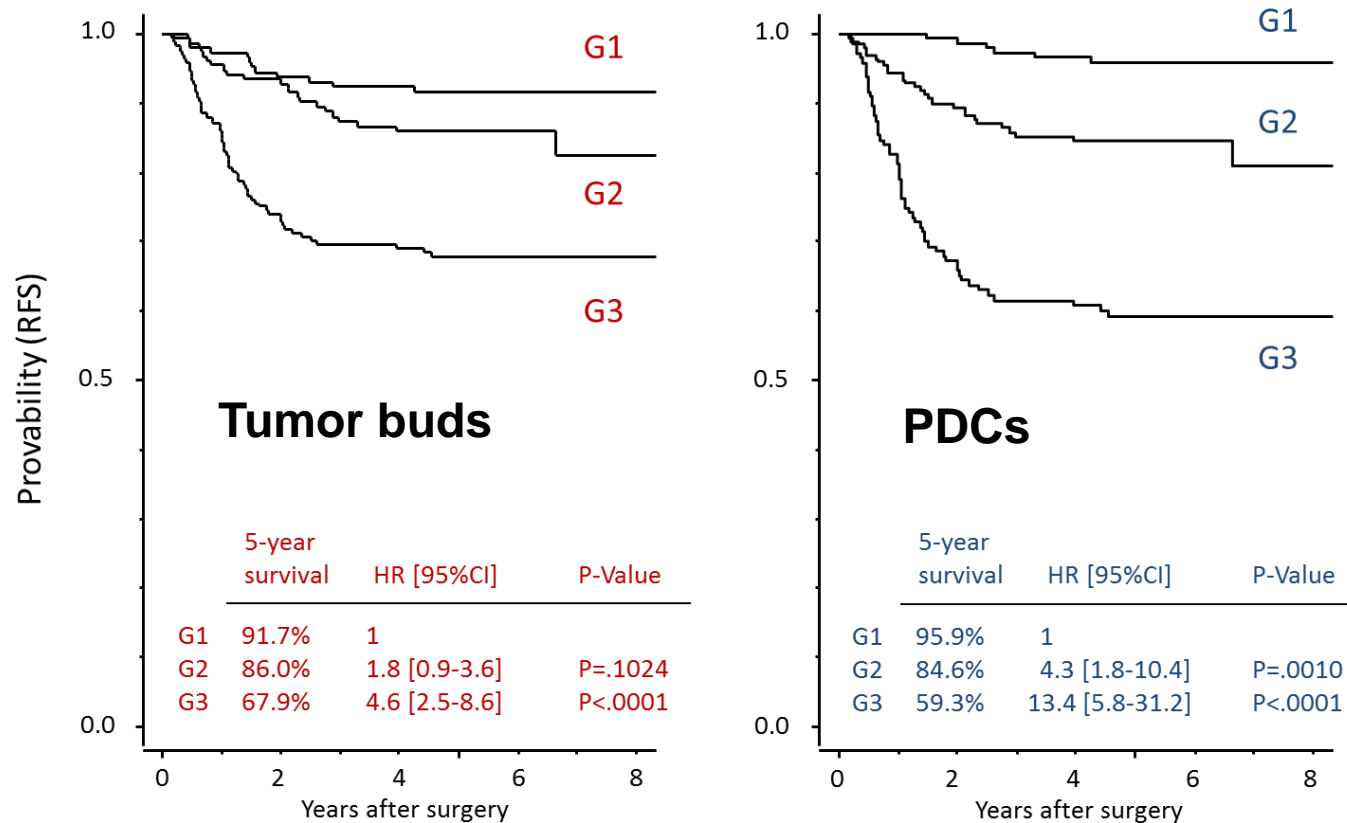 Provability (RFS)
1.0
0.5
0.0
G1
G2
G3
Tumor buds
5-year
survival HR [95%CI] P-Value
G1 91.7% 1
G2 86.0% 1.8 [0.9-3.6] P=.1024
G3 67.9% 4.6 [2.5-8.6] P<.0001
0 2 4 6 8
Years after surgery
1.0
0.5
0.0
G1
G2
G3
PDCs
5-year
survival HR [95%CI] P-Value
G1 95.9% 1
G2 84.6% 4.3 [1.8-10.4] P=.0010
G3 59.3% 13.4 [5.8-31.2] P<.0001
0 2 4 6 8
Years after surgery